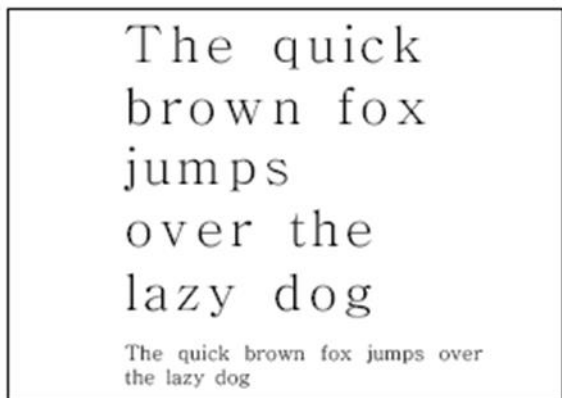 The quick
brown fox
jumps
over the
lazy dog
The quick brown fox jumps over
the lazy dog